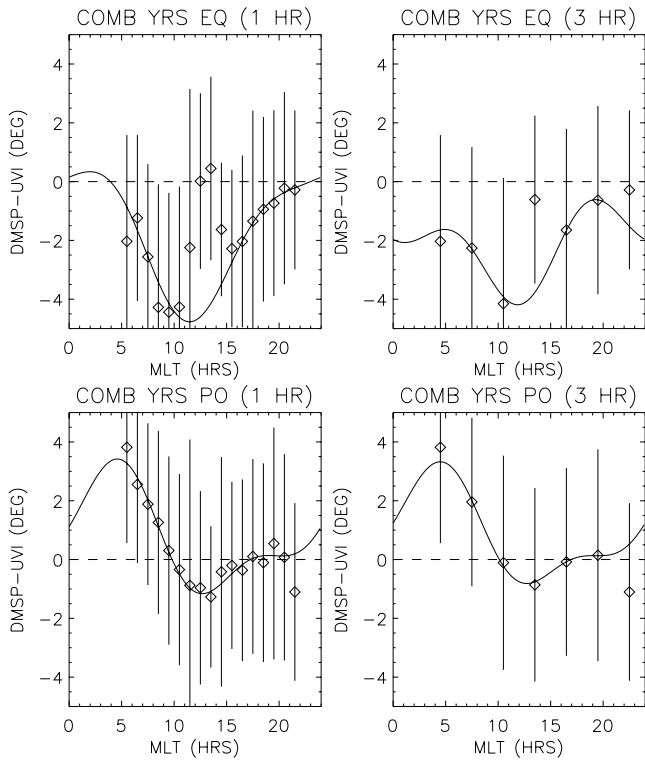 COMB YRS EQ (1 HR)
DMSP-UVI (DEG)
4
2
0
-2
-4
0 5 10 15 20
MLT (HRS)
COMB YRS EQ (3 HR)
DMSP-UVI (DEG)
4
2
0
-2
-4
0 5 10 15 20
MLT (HRS)
COMB YRS PO (1 HR)
DMSP-UVI (DEG)
4
2
0
-2
-4
0 5 10 15 20
MLT (HRS)
COMB YRS PO (3 HR)
DMSP-UVI (DEG)
4
2
0
-2
-4
0 5 10 15 20
MLT (HRS)